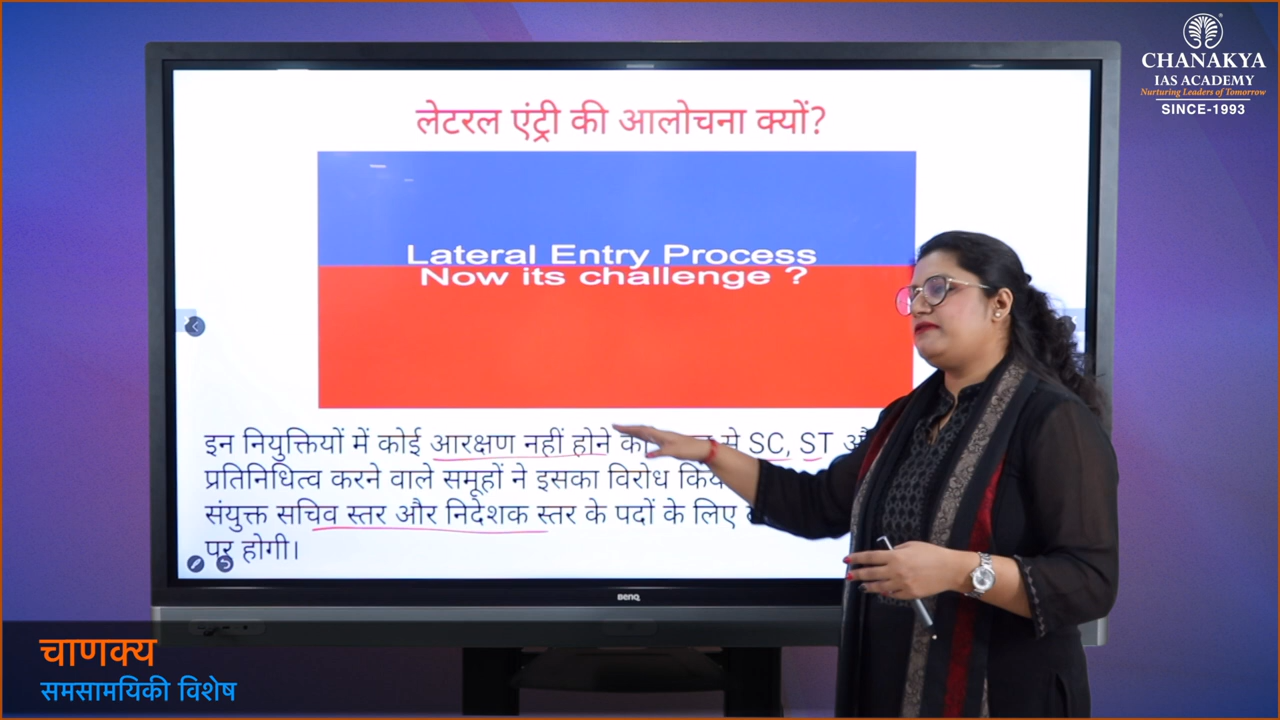 CHANAKYA
IAS ACADEMY
Nurturing Leaders of Tomorrow
SINCE-1993
लेटरल एंट्री की आलोचना क्यों?
Lateral Entry Process
Now its challenge ?
इन नियुक्तियों में कोई आरक्षण नहीं होने से SC, ST
प्रतिनिधित्व करने वाले समूहों ने इसका विरोध
संयुक्त सचिव स्तर और निदेशक स्तर के पदों के लिए
पर होगी।
BenQ
चाणक्य
समसामयिकी विशेष